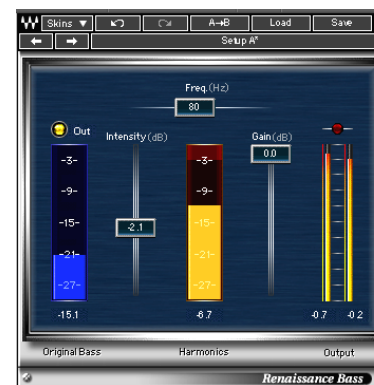 W Skins ▼ A→B Load Save
← → Setup A*
Freq. (Hz)
80
Out Intensity (dB) Gain (dB)
0.0
-3- -3-
-9- -9-
-2.1
-15- -15-
-21- -21-
-27- -27-
-15.1 -6.7 -0.7 -0.2
Original Bass Harmonics Output
Renaissance Bass